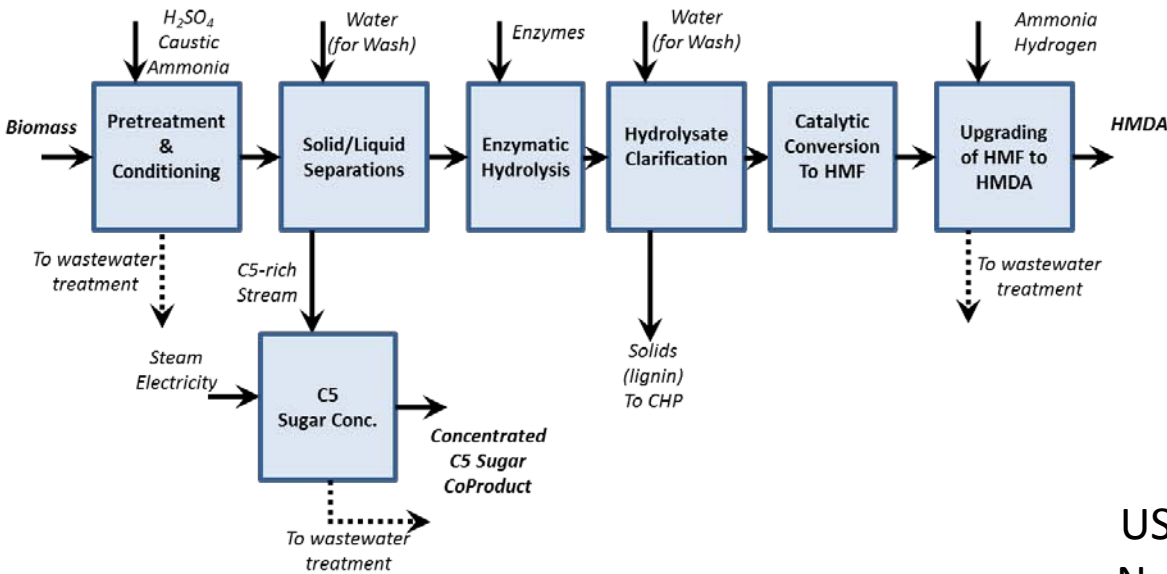 H₂SO₄
Caustic
Ammonia
Water
(for Wash)
Enzymes
Water
(for Wash)
Ammonia
Hydrogen
Biomass
Pretreatment
&
Conditioning
Solid/Liquid
Separations
Enzymatic
Hydrolysis
Hydrolysate
Clarification
Catalytic
Conversion
To HMF
Upgrading
of HMF to
HMDA
HMDA
To wastewater
treatment
C5-rich
Stream
Solids
(lignin)
To CHP
To wastewater
treatment
Steam
Electricity
C5
Sugar Conc.
Concentrated
C5 Sugar
CoProduct
To wastewater
treatment
US